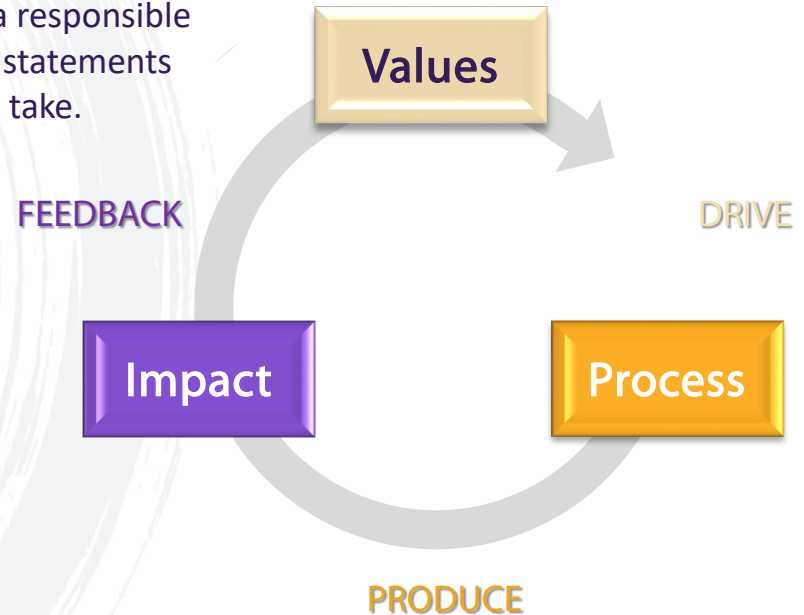 a responsible
statements
take.
Values
FEEDBACK
DRIVE
Impact
Process
PRODUCE